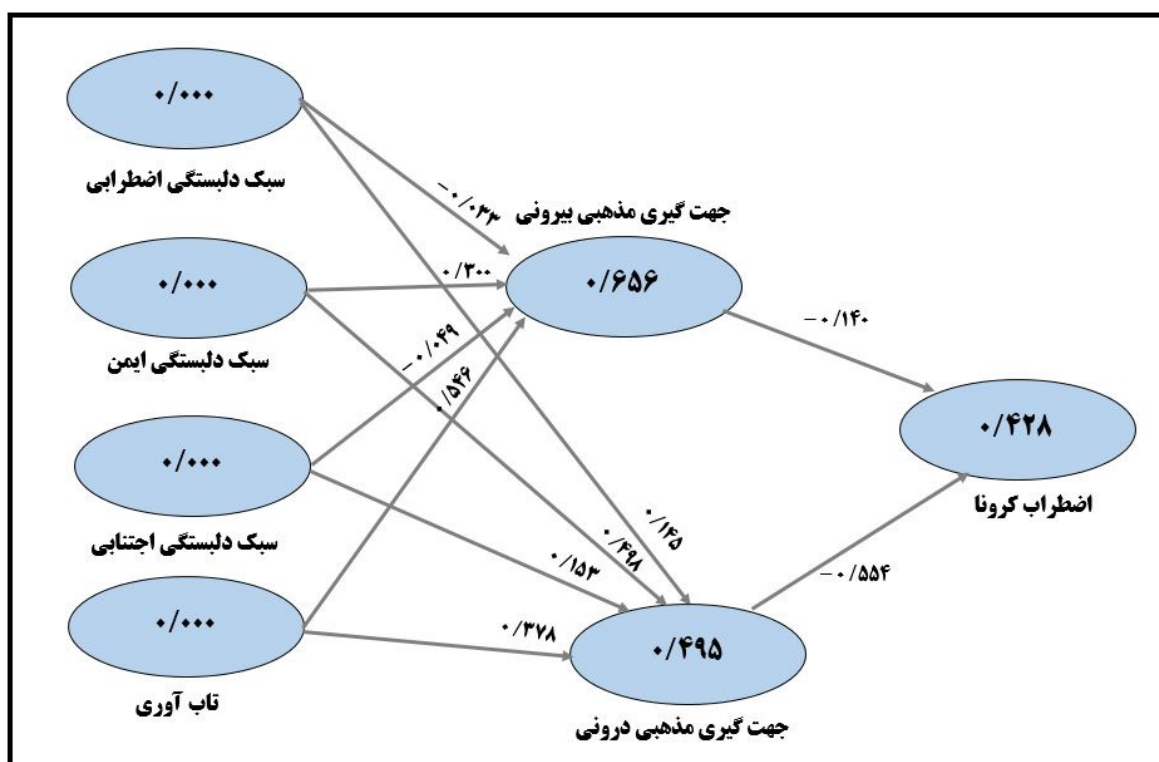 ۰/۰۰۰
سبک دلبستگی اضطرابی
۰/۰۰۰
سبک دلبستگی ایمن
۰/۰۰۰
سبک دلبستگی اجتنابی
۰/۰۰۰
تاب آوری
−۰/۰۳۳
۰/۳۰۰
−۰/۰۴۹
۰/۵۴۶
۰/۱۴۵
۰/۴۹۸
۰/۱۵۳
۰/۳۷۸
جهت گیری مذهبی بیرونی
۰/۶۵۶
۰/۴۹۵
جهت گیری مذهبی درونی
−۰/۱۴۰
−۰/۵۵۴
۰/۴۲۸
اضطراب کرونا